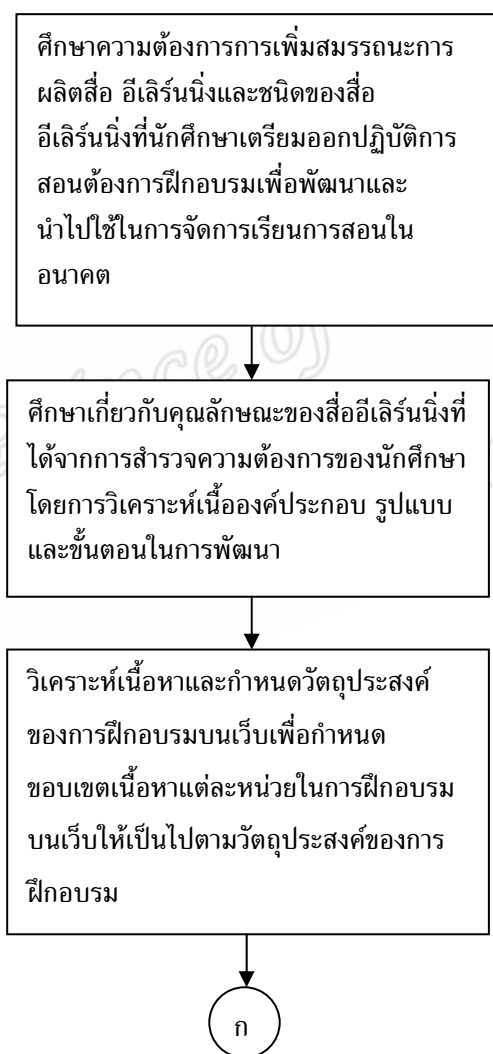 ศึกษาความต้องการการเพิ่มสมรรถนะการ
ผลิตสื่อ อีเลิร์นนิ่งและชนิดของสื่อ
อีเลิร์นนิ่งที่นักศึกษาเตรียมออกปฏิบัติการ
สอนต้องการฝึกอบรมเพื่อพัฒนาและ
นำไปใช้ในการจัดการเรียนการสอนใน
อนาคต
ศึกษาเกี่ยวกับคุณลักษณะของสื่ออีเลิร์นนิ่งที่
ได้จากการสำรวจความต้องการของนักศึกษา
โดยการวิเคราะห์เนื้อองค์ประกอบ รูปแบบ
และขั้นตอนในการพัฒนา
วิเคราะห์เนื้อหาและกำหนดวัตถุประสงค์
ของการฝึกอบรมบนเว็บเพื่อกำหนด
ขอบเขตเนื้อหาแต่ละหน่วยในการฝึกอบรม
บนเว็บให้เป็นไปตามวัตถุประสงค์ของการ
ฝึกอบรม
ก